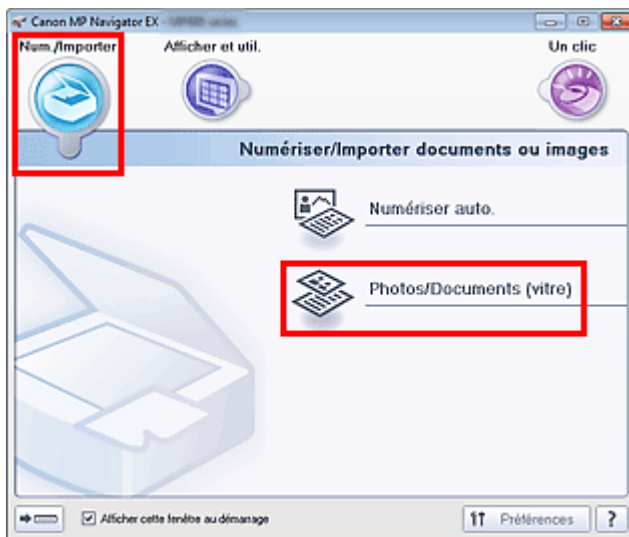 Canon MP Navigator EX
Num./Importer Afficher et util. Un clic
Numériser/Importer documents ou images
Numériser auto.
Photos/Documents (vitre)
Afficher cette fenêtre au démarrage
Préférences ?